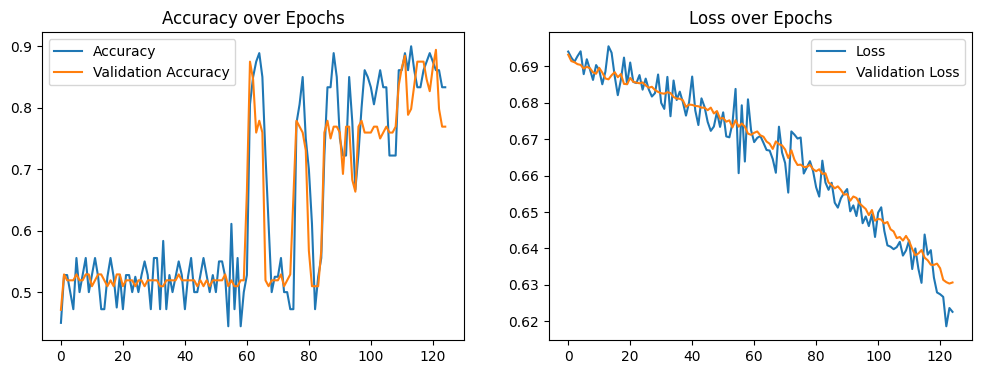 Accuracy over Epochs
Accuracy
Validation Accuracy
0.9
0.8
0.7
0.6
0.5
0 20 40 60 80 100 120
Loss over Epochs
Loss
Validation Loss
0.69
0.68
0.67
0.66
0.65
0.64
0.63
0.62
0 20 40 60 80 100 120